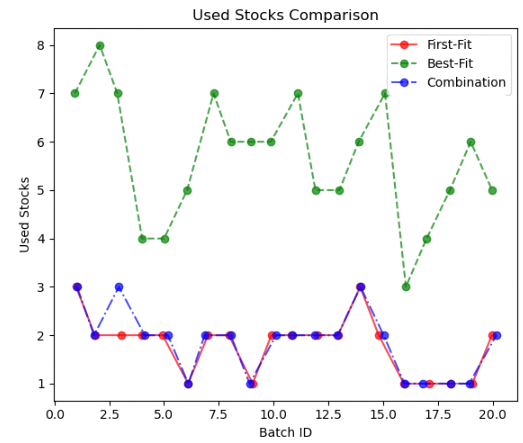 Used Stocks Comparison
First-Fit
Best-Fit
Combination
Used Stocks
8
7
6
5
4
3
2
1
0.0 2.5 5.0 7.5 10.0 12.5 15.0 17.5 20.0
Batch ID